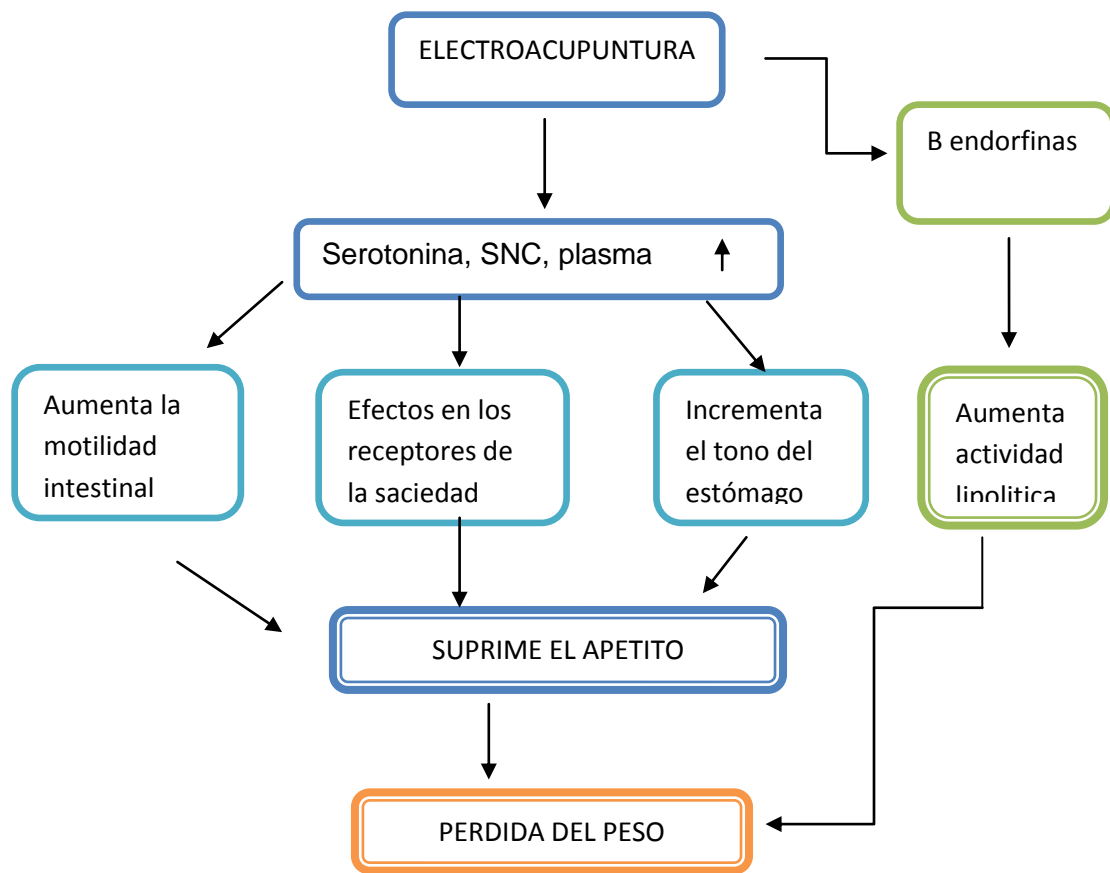 ELECTROACUPUNTURA
B endorfinas
Serotonina, SNC, plasma
Aumenta la
motilidad
intestinal
Efectos en los
receptores de
la saciedad
Incrementa
el tono del
estómago
Aumenta
actividad
lipolitica
SUPRIME EL APETITO
PERDIDA DEL PESO